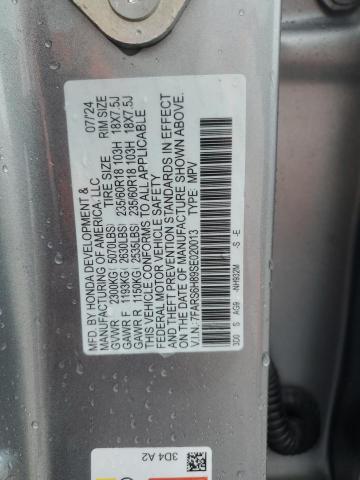 MFD. BY HONDA DEVELOPMENT & 07/'24
MANUFACTURING OF AMERICA, LLC
TIRE SIZE RIM SIZE
GVWR 2300KG( 5070LBS)
GAWR F 1193KG( 2630LBS) 235/60R18 103H 18X7.5J
GAWR R 1150KG( 2535LBS) 235/60R18 103H 18X7.5J
THIS VEHICLE CONFORMS TO ALL APPLICABLE
FEDERAL MOTOR VEHICLE SAFETY
AND THEFT PREVENTION STANDARDS IN EFFECT
ON THE DATE OF MANUFACTURE SHOWN ABOVE.
V.I.N.: 7FARS6H89SE020013 TYPE: MPV
3D0 S AG9 -NH922M -S -E
3D4 A2